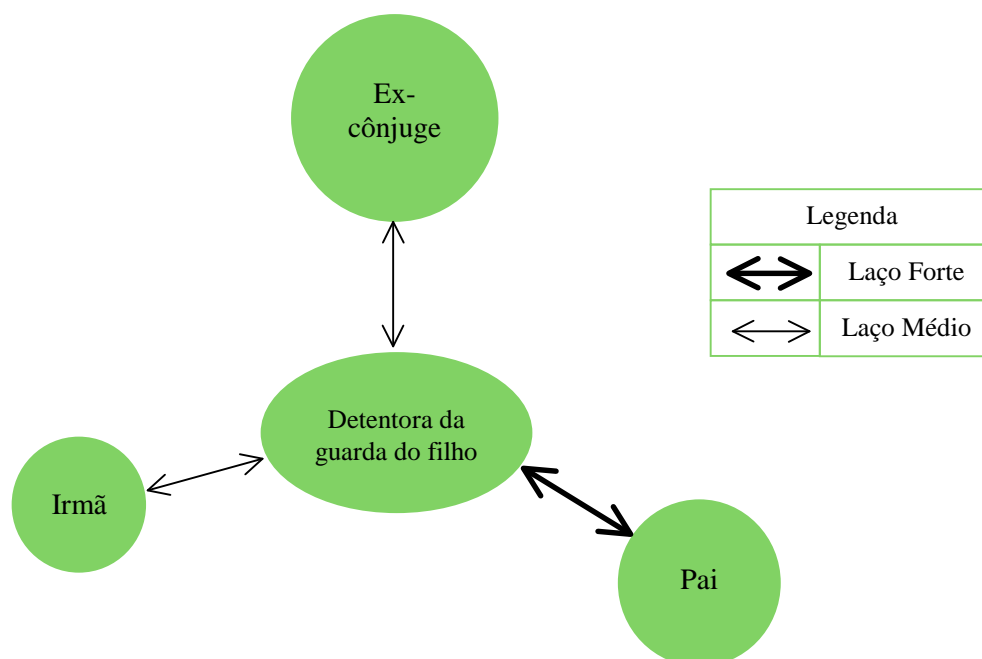 Ex-
cônjuge
Legenda
Laço Forte
Laço Médio
Detentora da
guarda do filho
Irmã
Pai